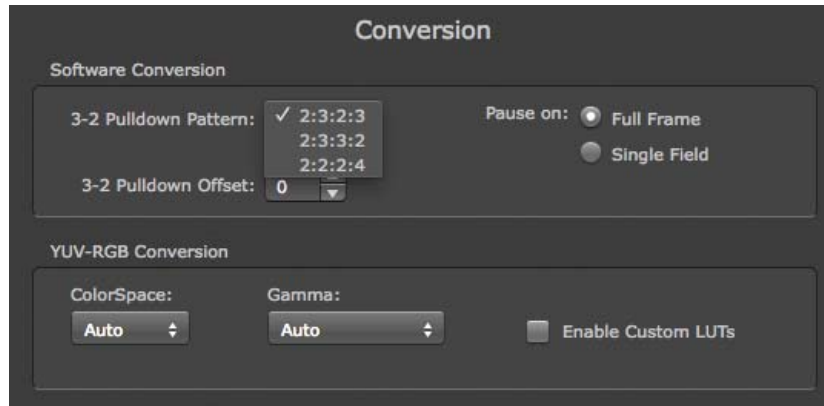 Conversion
Software Conversion
3-2 Pulldown Pattern:
✓ 2:3:2:3
2:3:3:2
2:2:2:4
Pause on:
Full Frame
Single Field
3-2 Pulldown Offset: 0
YUV-RGB Conversion
ColorSpace:
Auto
Gamma:
Auto
Enable Custom LUTs